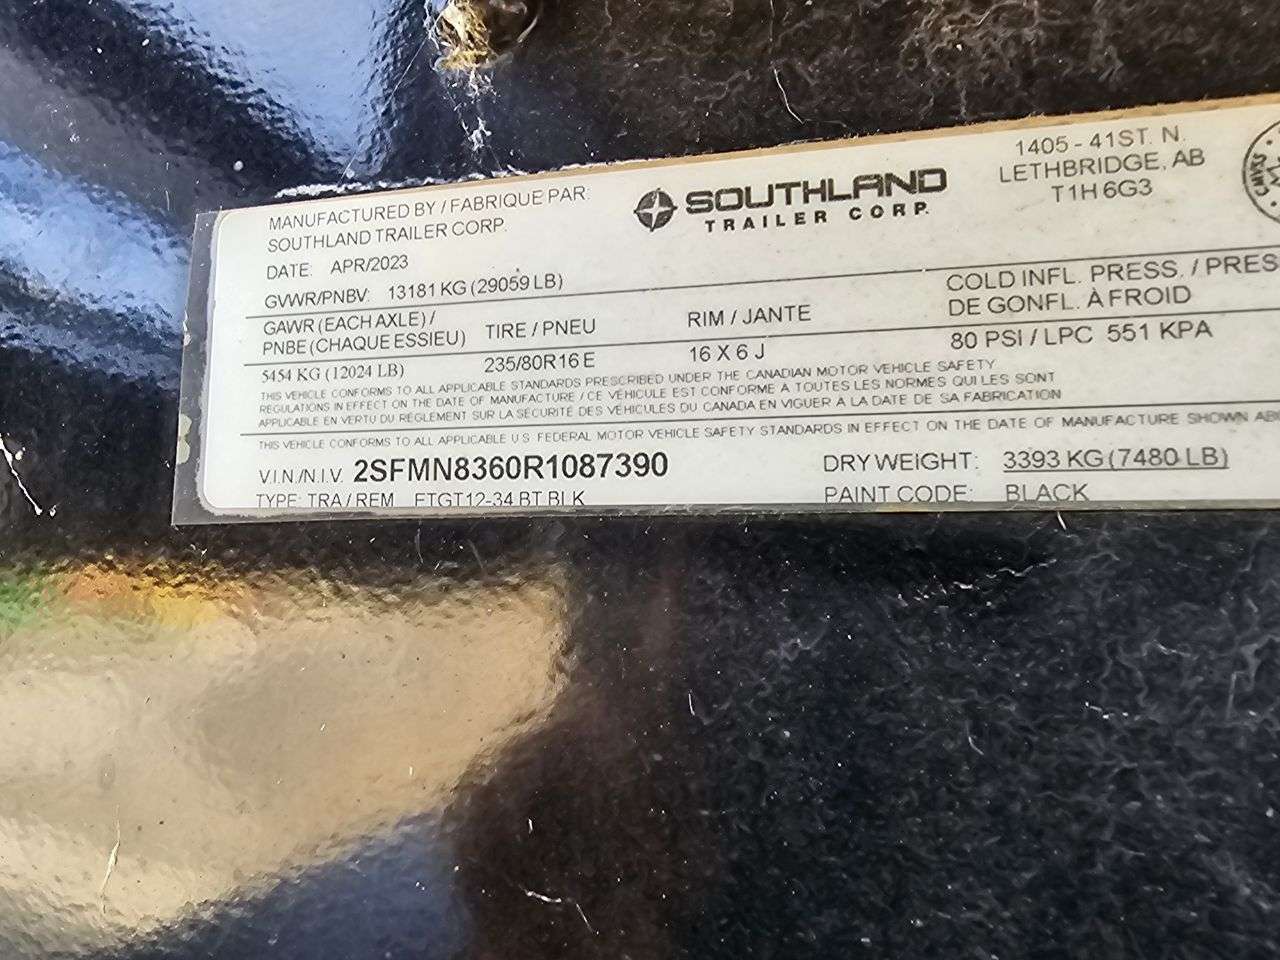 MANUFACTURED BY / FABRIQUE PAR:
SOUTHLAND TRAILER CORP.
SOUTHLAND
TRAILER CORP.
1405 - 41ST. N.
LETHBRIDGE, AB
T1H 6G3
CMVSS
DATE: APR/2023
GVWR/PNBV: 13181 KG (29059 LB)
GAWR (EACH AXLE) /
PNBE (CHAQUE ESSIEU)
TIRE / PNEU
RIM / JANTE
COLD INFL. PRESS. / PRES
DE GONFL. À FROID
5454 KG (12024 LB)
235/80R16 E
16 X 6 J
80 PSI / LPC 551 KPA
THIS VEHICLE CONFORMS TO ALL APPLICABLE STANDARDS PRESCRIBED UNDER THE CANADIAN MOTOR VEHICLE SAFETY
REGULATIONS IN EFFECT ON THE DATE OF MANUFACTURE / CE VÉHICULE EST CONFORME À TOUTES LES NORMES QUI LES SONT
APPLICABLE EN VERTU DU RÈGLEMENT SUR LA SÉCURITÉ DES VÉHICULES DU CANADA EN VIGUER À LA DATE DE SA FABRICATION
THIS VEHICLE CONFORMS TO ALL APPLICABLE U.S. FEDERAL MOTOR VEHICLE SAFETY STANDARDS IN EFFECT ON THE DATE OF MANUFACTURE SHOWN AB
V.I.N./N.I.V. 2SFMN8360R1087390
DRY WEIGHT: 3393 KG (7480 LB)
TYPE: TRA / REM FTGT12-34 BT BLK
PAINT CODE: BLACK